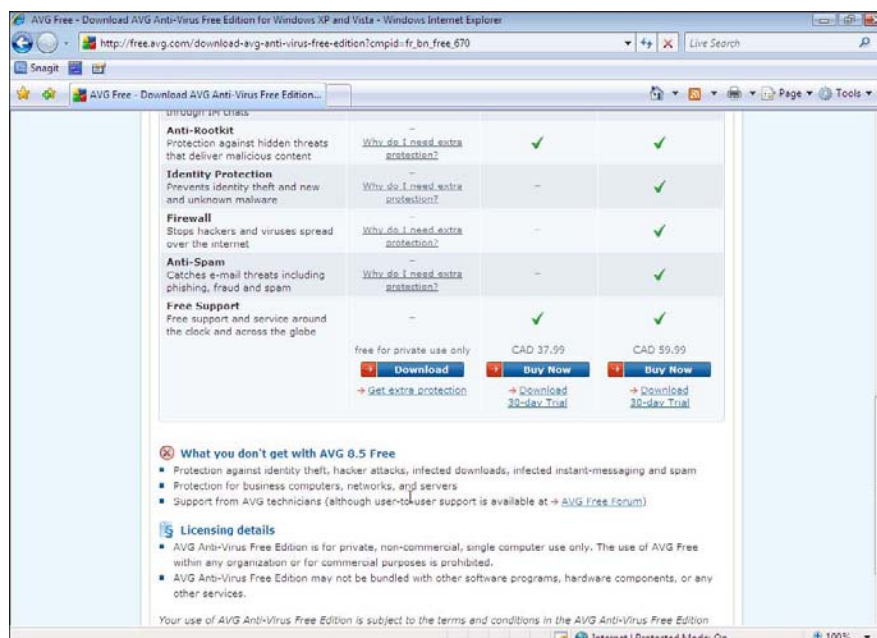 AVG Free - Download AVG Anti-Virus Free Edition for Windows XP and Vista - Windows Internet Explorer
http://free.avg.com/download-avg-anti-virus-free-edition?cmpid=fr_bn_free_670
Live Search
Snagit
AVG Free - Download AVG Anti-Virus Free Edition...
Page
Tools
through IM chats
Anti-Rootkit
Protection against hidden threats
that deliver malicious content
–
Why do I need extra
protection?
Identity Protection
Prevents identity theft and new
and unknown malware
–
Why do I need extra
protection?
–
Firewall
Stops hackers and viruses spread
over the internet
–
Why do I need extra
protection?
–
Anti-Spam
Catches e-mail threats including
phishing, fraud and spam
–
Why do I need extra
protection?
–
Free Support
Free support and service around
the clock and across the globe
–
free for private use only
CAD 37.99
CAD 59.99
Download
Buy Now
Buy Now
Get extra protection
Download
30-day Trial
Download
30-day Trial
What you don't get with AVG 8.5 Free
Protection against identity theft, hacker attacks, infected downloads, infected instant-messaging and spam
Protection for business computers, networks, and servers
Support from AVG technicians (although user-to-user support is available at → AVG Free Forum)
Licensing details
AVG Anti-Virus Free Edition is for private, non-commercial, single computer use only. The use of AVG Free
within any organization or for commercial purposes is prohibited.
AVG Anti-Virus Free Edition may not be bundled with other software programs, hardware components, or any
other services.
Your use of AVG Anti-Virus Free Edition is subject to the terms and conditions in the AVG Anti-Virus Free Edition
Internet | Protected Mode: On
100%